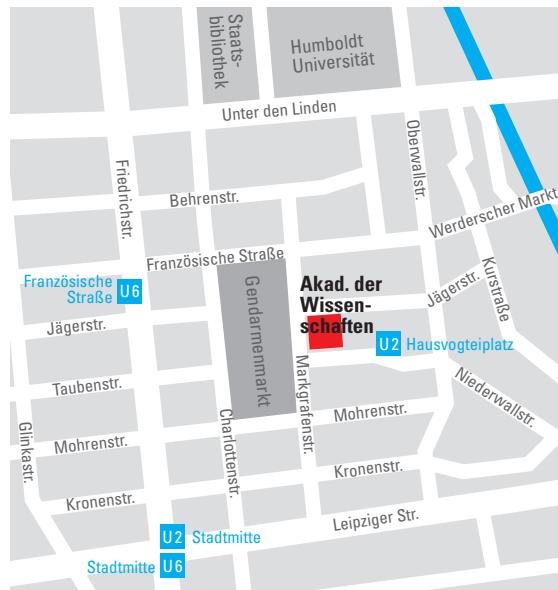 Staats-
bibliothek
Humboldt
Universität
Unter den Linden
Friedrichstr.
Oberwallstr.
Behrenstr.
Werderscher Markt
Französische Straße
Französische
Straße U6
Gendarmenmarkt
Akad. der
Wissen-
schaften
Jägerstr.
Kurstraße
Jägerstr.
U2 Hausvogteiplatz
Markgrafenstr.
Taubenstr.
Niederwallstr.
Glinkastr.
Charlottenstr.
Mohrenstr.
Mohrenstr.
Kronenstr.
Kronenstr.
Leipziger Str.
U2 Stadtmitte
Stadtmitte U6